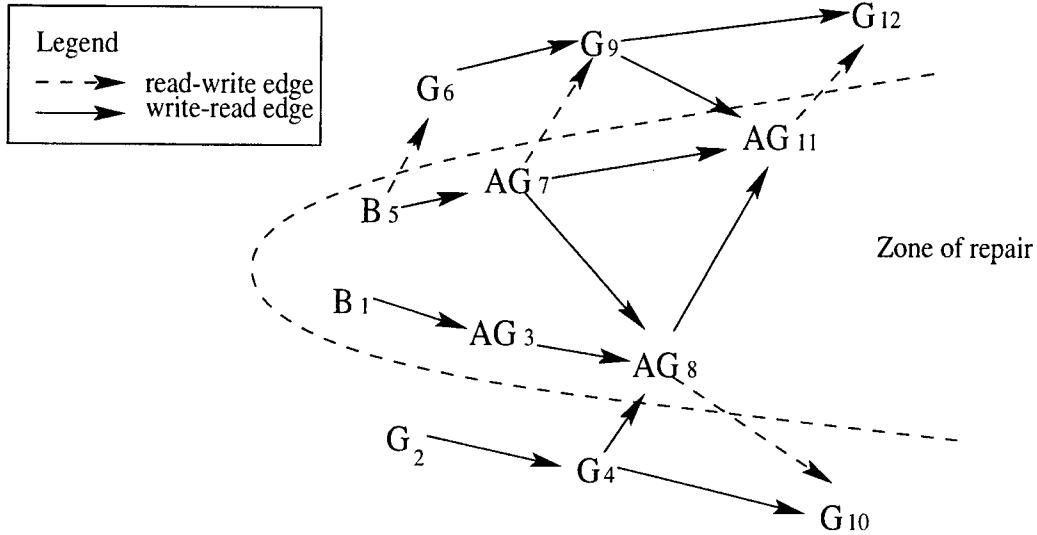 Legend
read-write edge
write-read edge
G12
G9
G6
AG11
AG7
B5
Zone of repair
B1
AG3
AG8
G2
G4
G10